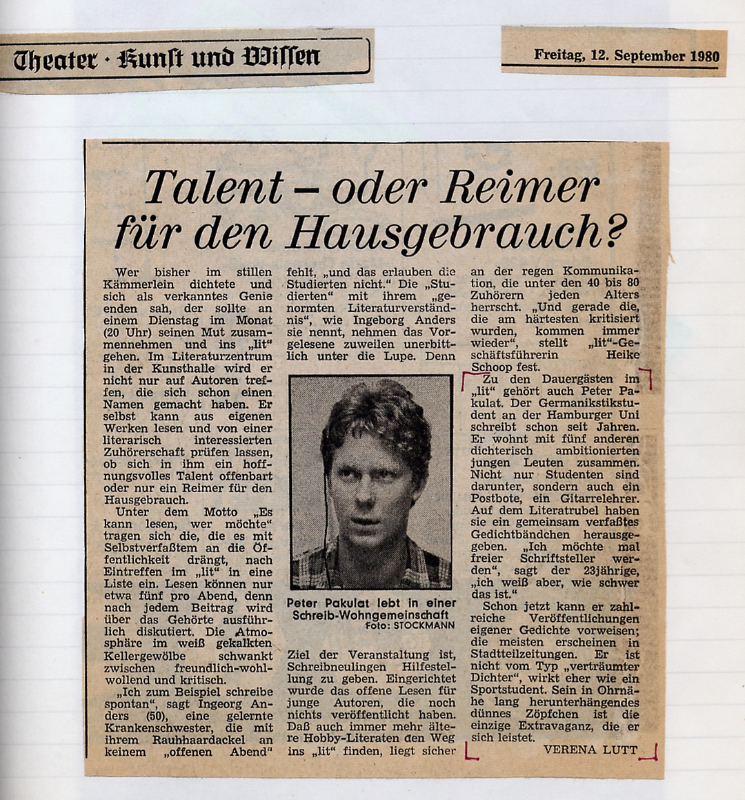 Theater · Kunst und Wissen
Freitag, 12. September 1980
Talent – oder Reimer
für den Hausgebrauch?
Wer bisher im stillen
Kämmerlein dichtete und
sich als verkanntes Genie
enden sah, der sollte an
einem Dienstag im Monat
(20 Uhr) seinen Mut zusam-
mennehmen und ins „lit“
gehen. Im Literaturzentrum
in der Kunsthalle wird er
nicht nur auf Autoren tref-
fen, die sich schon einen
Namen gemacht haben. Er
selbst kann aus eigenen
Werken lesen und von einer
literarisch interessierten
Zuhörerschaft prüfen lassen,
ob sich in ihm ein hoff-
nungsvolles Talent offenbart
oder nur ein Reimer für den
Hausgebrauch.
Unter dem Motto „Es
kann lesen, wer möchte“
tragen sich die, die es mit
Selbstverfaßtem an die Öf-
fentlichkeit drängt, nach
Eintreffen im „lit“ in eine
Liste ein. Lesen können nur
etwa fünf pro Abend, denn
nach jedem Beitrag wird
über das Gehörte ausführ-
lich diskutiert. Die Atmo-
sphäre im weiß gekalkten
Kellergewölbe schwankt
zwischen freundlich-wohl-
wollend und kritisch.
„Ich zum Beispiel schreibe
spontan“, sagt Ingeorg An-
ders (50), eine gelernte
Krankenschwester, die mit
ihrem Rauhhaardackel an
keinem „offenen Abend“
fehlt, „und das erlauben die
Studierten nicht.“ Die „Stu-
dierten“ mit ihrem „ge-
normten Literaturverständ-
nis“, wie Ingeborg Anders
sie nennt, nehmen das Vor-
gelesene zuweilen unerbitt-
lich unter die Lupe. Denn
Peter Pakulat lebt in einer
Schreib-Wohngemeinschaft
Foto: STOCKMANN
Ziel der Veranstaltung ist,
Schreibneulingen Hilfestel-
lung zu geben. Eingerichtet
wurde das offene Lesen für
junge Autoren, die noch
nichts veröffentlicht haben.
Daß auch immer mehr älte-
re Hobby-Literaten den Weg
ins „lit“ finden, liegt sicher
an der regen Kommunika-
tion, die unter den 40 bis 80
Zuhörern jeden Alters
herrscht. „Und gerade die,
die am härtesten kritisiert
wurden, kommen immer
wieder“, stellt „lit“-Ge-
schäftsführerin Heike
Schoop fest.
Zu den Dauergästen im
„lit“ gehört auch Peter Pa-
kulat. Der Germanistikstu-
dent an der Hamburger Uni
schreibt schon seit Jahren.
Er wohnt mit fünf anderen
dichterisch ambitionierten
jungen Leuten zusammen.
Nicht nur Studenten sind
darunter, sondern auch ein
Postbote, ein Gitarrelehrer.
Auf dem Literatrubel haben
sie ein gemeinsam verfaßtes
Gedichtbändchen herausge-
geben. „Ich möchte mal
freier Schriftsteller wer-
den“, sagt der 23jährige,
„ich weiß aber, wie schwer
das ist.“
Schon jetzt kann er zahl-
reiche Veröffentlichungen
eigener Gedichte vorweisen;
die meisten erscheinen in
Stadtteilzeitungen. Er ist
nicht vom Typ „verträumter
Dichter“, wirkt eher wie ein
Sportstudent. Sein in Ohrnä-
he lang herunterhängendes
dünnes Zöpfchen ist die
einzige Extravaganz, die er
sich leistet.
VERENA LUTT